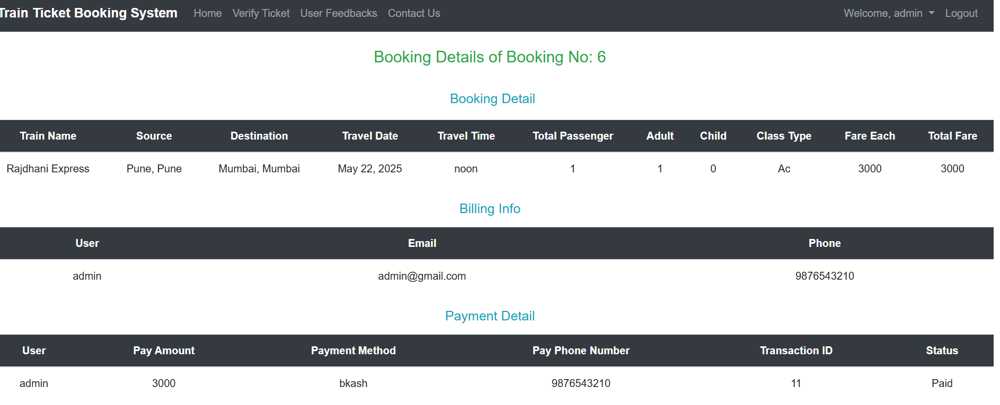 Train Ticket Booking System Home Verify Ticket User Feedbacks Contact Us Welcome, admin Logout
Booking Details of Booking No: 6
Booking Detail
Train Name Source Destination Travel Date Travel Time Total Passenger Adult Child Class Type Fare Each Total Fare
Rajdhani Express Pune, Pune Mumbai, Mumbai May 22, 2025 noon 1 1 0 Ac 3000 3000
Billing Info
User Email Phone
admin admin@gmail.com 9876543210
Payment Detail
User Pay Amount Payment Method Pay Phone Number Transaction ID Status
admin 3000 bkash 9876543210 11 Paid